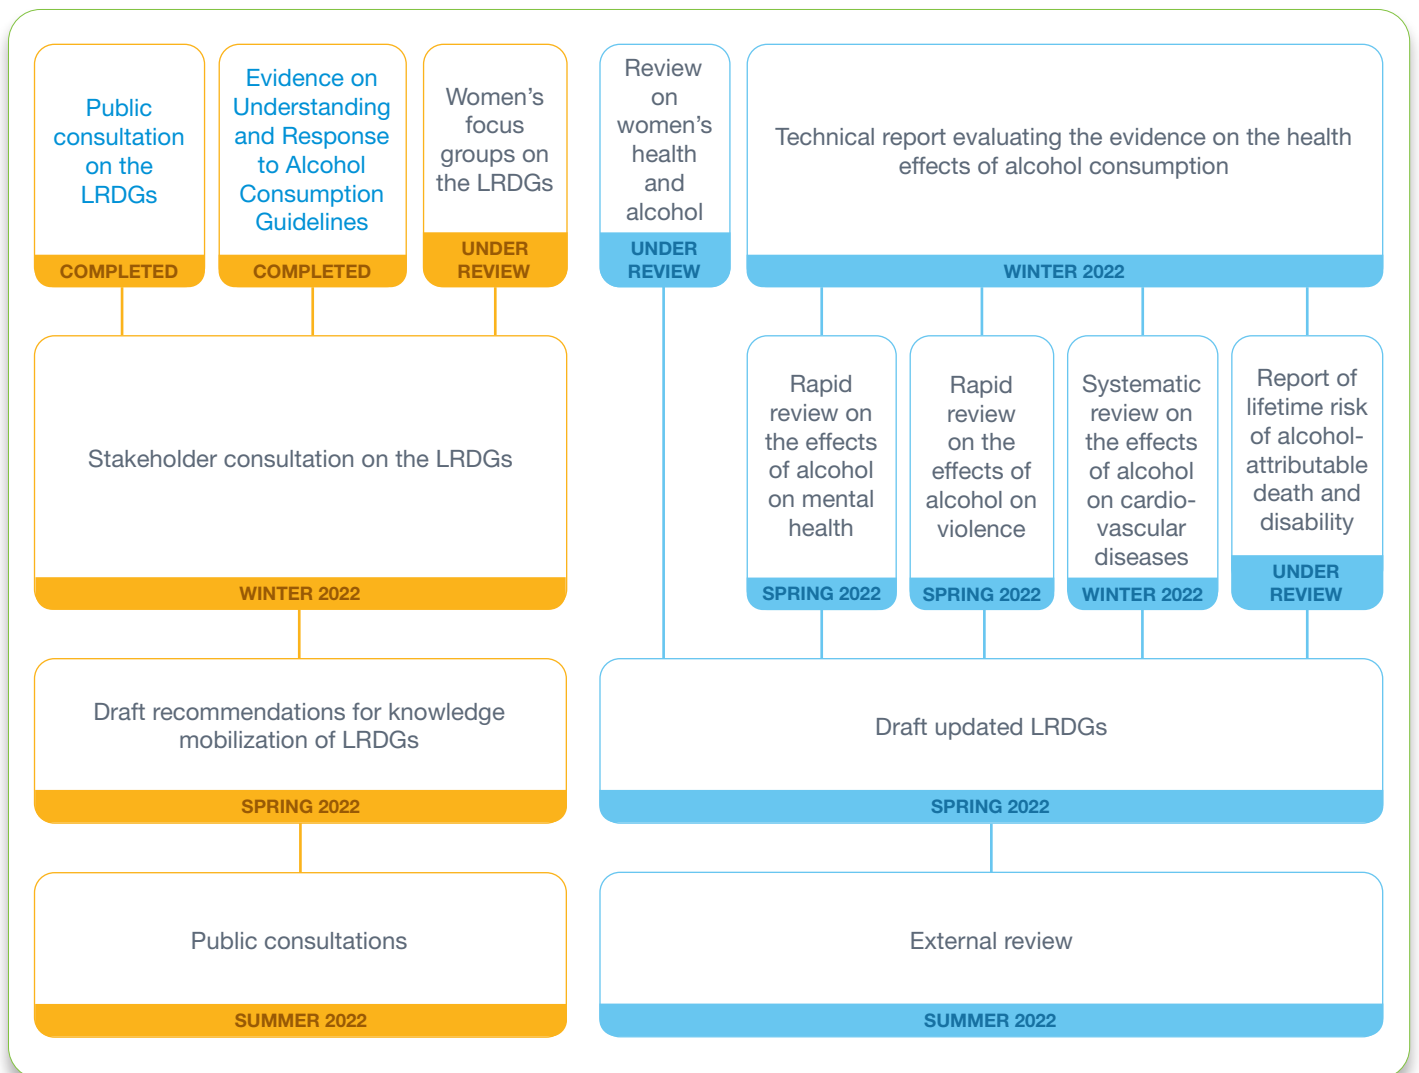 Public
consultation
on the
LRDGs
COMPLETED
Evidence on
Understanding
and Response
to Alcohol
Consumption
Guidelines
COMPLETED
Women’s
focus
groups on
the LRDGs
UNDER
REVIEW
Review
on
women’s
health
and
alcohol
UNDER
REVIEW
Technical report evaluating the evidence on the health
effects of alcohol consumption
WINTER 2022
Stakeholder consultation on the LRDGs
WINTER 2022
Rapid
review on
the effects
of alcohol
on mental
health
SPRING 2022
Rapid
review
on the
effects of
alcohol on
violence
SPRING 2022
Systematic
review on
the effects
of alcohol
on cardio-
vascular
diseases
WINTER 2022
Report of
lifetime risk
of alcohol-
attributable
death and
disability
UNDER
REVIEW
Draft recommendations for knowledge
mobilization of LRDGs
SPRING 2022
Draft updated LRDGs
SPRING 2022
Public consultations
SUMMER 2022
External review
SUMMER 2022